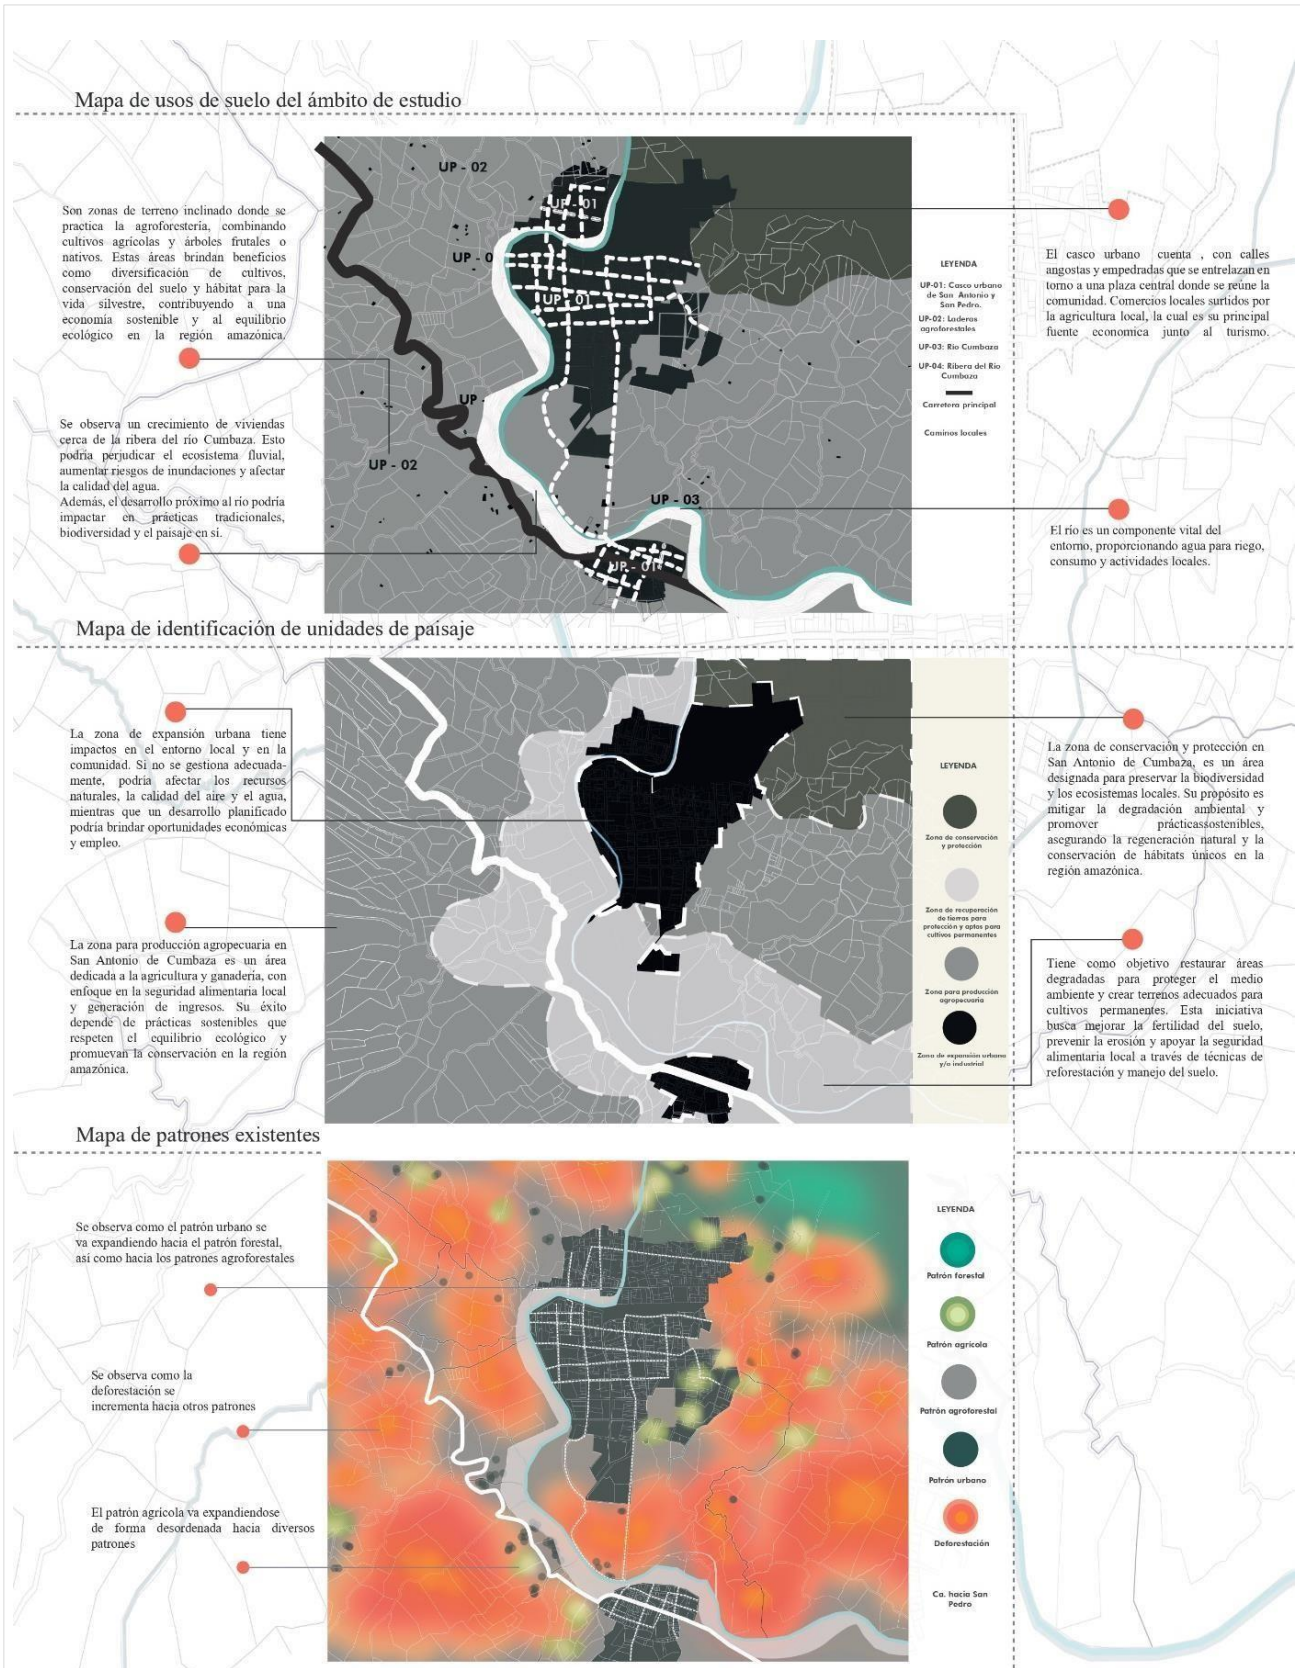 Mapa de usos de suelo del ámbito de estudio
Son zonas de terreno inclinado donde se
practica la agroforestería, combinando
cultivos agrícolas y árboles frutales o
nativos. Estas áreas brindan beneficios
como diversificación de cultivos,
conservación del suelo y hábitat para la
vida silvestre, contribuyendo a una
economía sostenible y al equilibrio
ecológico en la región amazónica.
Se observa un crecimiento de viviendas
cerca de la ribera del río Cumbaza. Esto
podría perjudicar el ecosistema fluvial,
aumentar riesgos de inundaciones y afectar
la calidad del agua.
Además, el desarrollo próximo al río podría
impactar en prácticas tradicionales,
biodiversidad y el paisaje en sí.
UP - 02
UP - 01
UP - 0
UP - 01
UP -
UP - 02
UP - 03
UP - 01
LEYENDA
UP-01: Casco urbano
de San Antonio y
San Pedro.
UP-02: Laderas
agroforestales
UP-03: Río Cumbaza
UP-04: Ribera del Río
Cumbaza
Carretera principal
Caminos locales
El casco urbano cuenta , con calles
angostas y empedradas que se entrelazan en
torno a una plaza central donde se reúne la
comunidad. Comercios locales surtidos por
la agricultura local, la cual es su principal
fuente economica junto al turismo.
El río es un componente vital del
entorno, proporcionando agua para riego,
consumo y actividades locales.
Mapa de identificación de unidades de paisaje
La zona de expansión urbana tiene
impactos en el entorno local y en la
comunidad. Si no se gestiona adecuada-
mente, podría afectar los recursos
naturales, la calidad del aire y el agua,
mientras que un desarrollo planificado
podría brindar oportunidades económicas
y empleo.
La zona para producción agropecuaria en
San Antonio de Cumbaza es un área
dedicada a la agricultura y ganadería, con
enfoque en la seguridad alimentaria local
y generación de ingresos. Su éxito
depende de prácticas sostenibles que
respeten el equilibrio ecológico y
promuevan la conservación en la región
amazónica.
LEYENDA
Zona de conservación
y protección
Zona de recuperación
de tierras para
protección y aptos para
cultivos permanentes
Zona para producción
agropecuaria
Zona de expansión urbana
y/o industrial
La zona de conservación y protección en
San Antonio de Cumbaza, es un área
designada para preservar la biodiversidad
y los ecosistemas locales. Su propósito es
mitigar la degradación ambiental y
promover prácticassostenibles,
asegurando la regeneración natural y la
conservación de hábitats únicos en la
región amazónica.
Tiene como objetivo restaurar áreas
degradadas para proteger el medio
ambiente y crear terrenos adecuados para
cultivos permanentes. Esta iniciativa
busca mejorar la fertilidad del suelo,
prevenir la erosión y apoyar la seguridad
alimentaria local a través de técnicas de
reforestación y manejo del suelo.
Mapa de patrones existentes
Se observa como el patrón urbano se
va expandiendo hacia el patrón forestal,
así como hacia los patrones agroforestales
Se observa como la
deforestación se
incrementa hacia otros patrones
El patrón agrícola va expandiendose
de forma desordenada hacia diversos
patrones
LEYENDA
Patrón forestal
Patrón agrícola
Patrón agroforestal
Patrón urbano
Deforestación
Ca. hacia San
Pedro